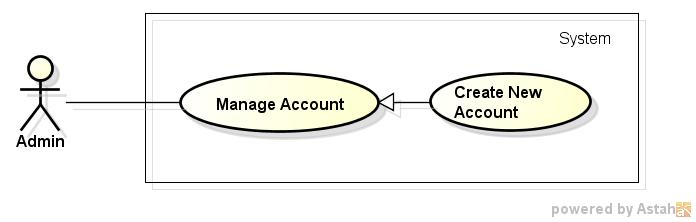 System
Manage Account
Create New
Account
Admin
powered by Astah